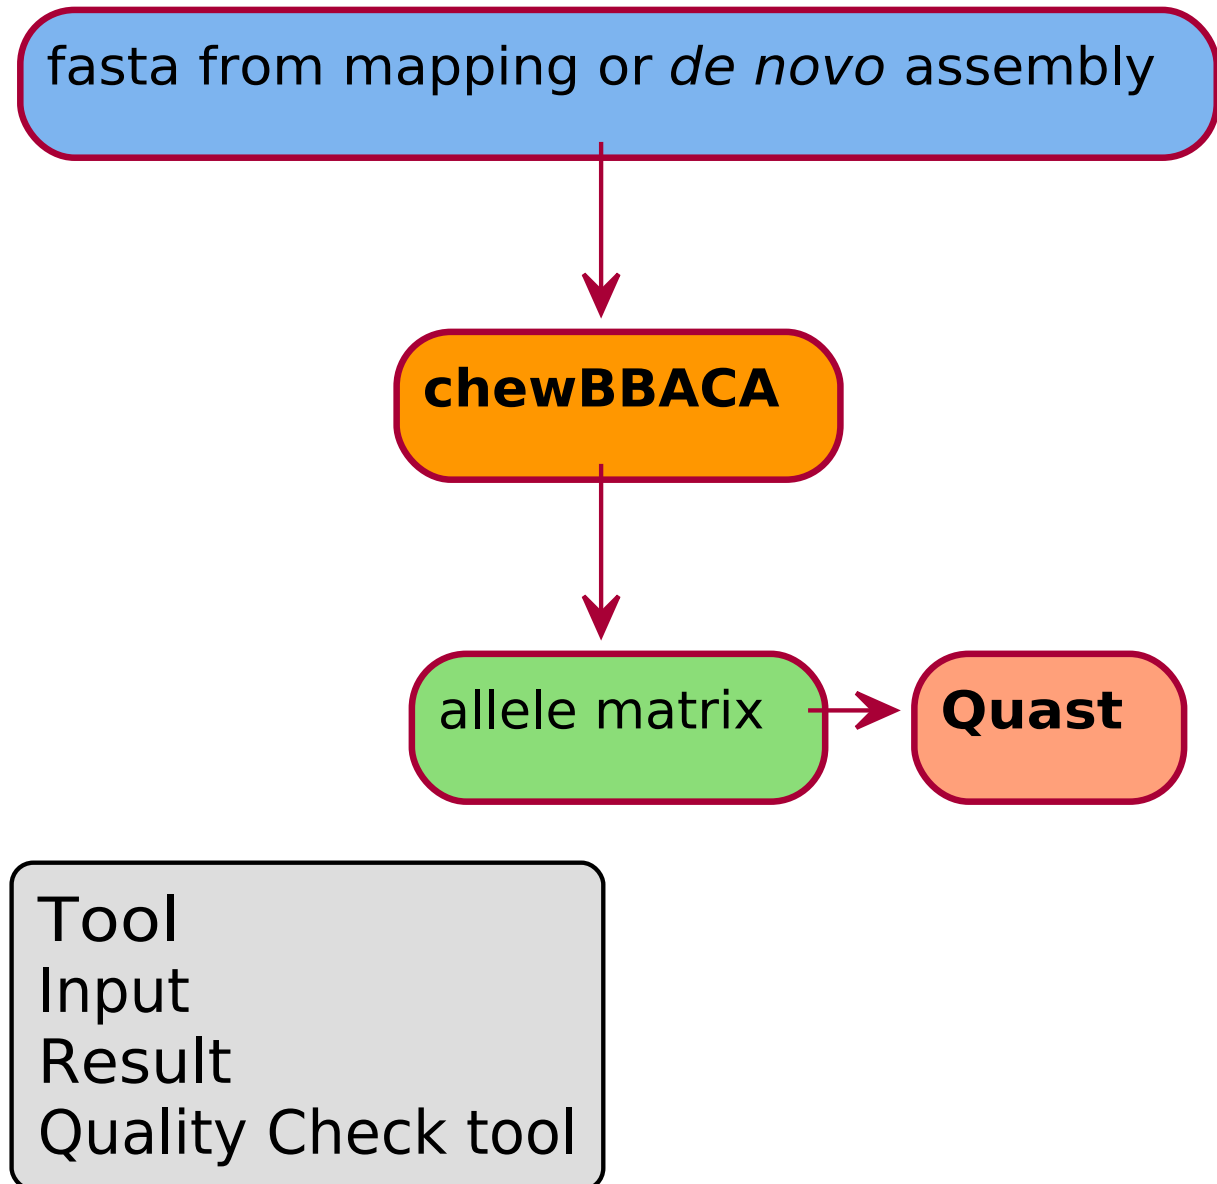 fasta from mapping or de novo assembly
chewBBACA
allele matrix
Quast
Tool
Input
Result
Quality Check tool